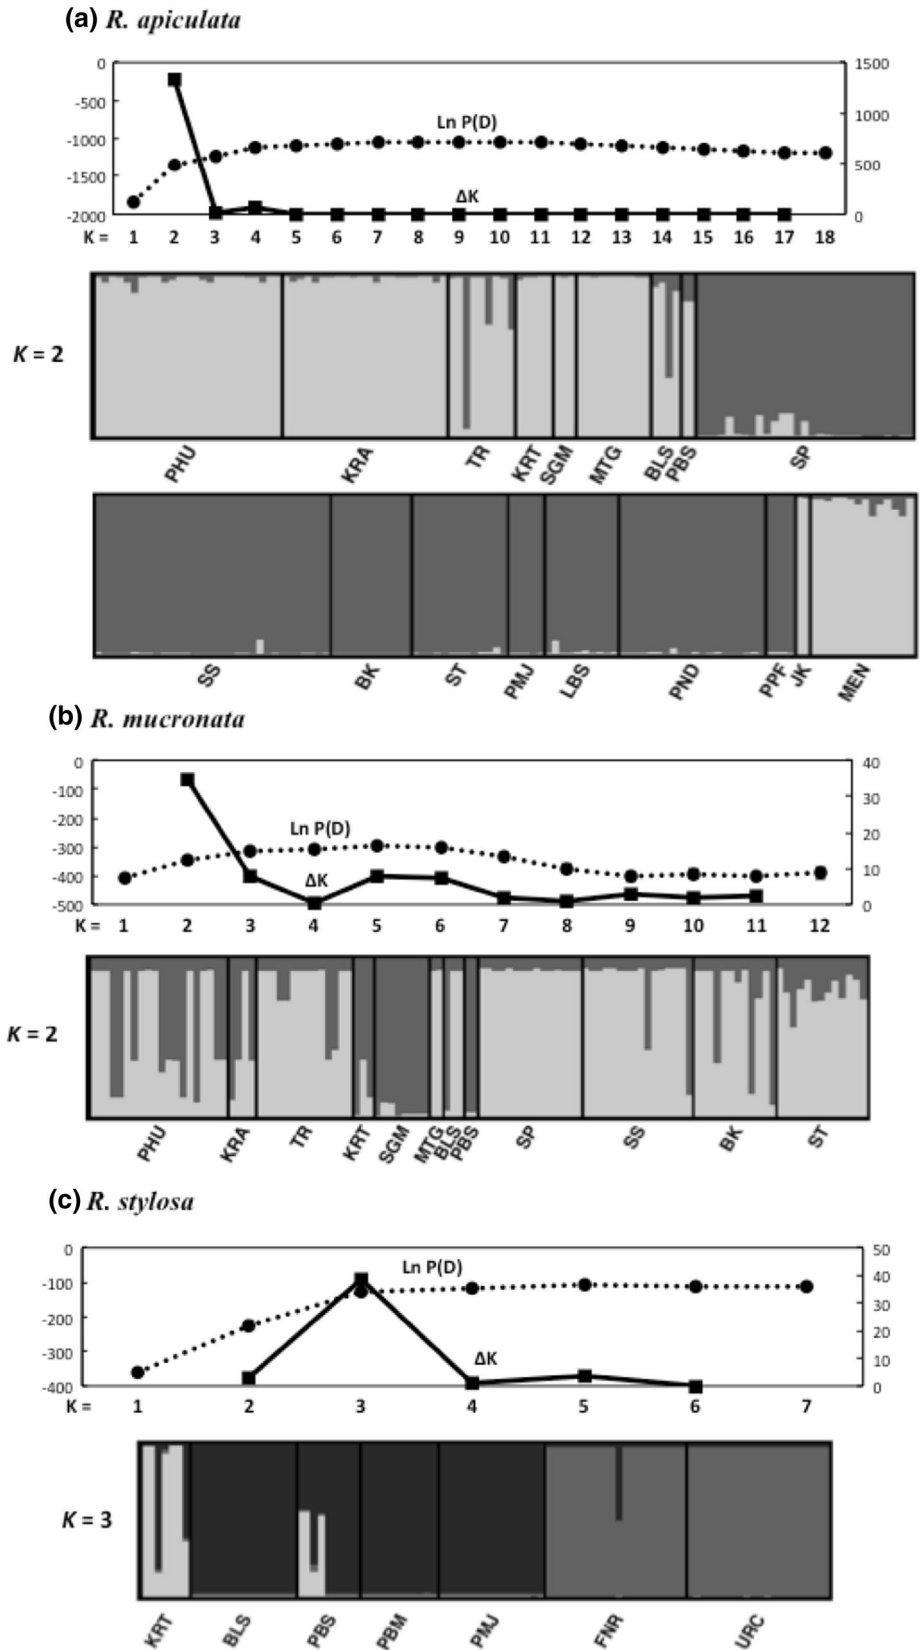 (a) R. apiculata
0 1500
-500
Ln P(D) 1000
-1000
500
-1500
ΔK
-2000 0
K = 1 2 3 4 5 6 7 8 9 10 11 12 13 14 15 16 17 18
K = 2
PHU KRA TR KRT SGM MTG BLS PBS SP
SS BK ST PMJ LBS PND PPF JK MEN
(b) R. mucronata
0 40
-100
30
-200
Ln P(D) 20
-300
ΔK
-400 10
-500 0
K = 1 2 3 4 5 6 7 8 9 10 11 12
K = 2
PHU KRA TR KRT SGM MTG BLS PBS SP SS BK ST
(c) R. stylosa
0 50
Ln P(D)
-100 40
30
-200
20
-300
ΔK 10
-400 0
K = 1 2 3 4 5 6 7
K = 3
KRT BLS PBS PBM PMJ FNR URC